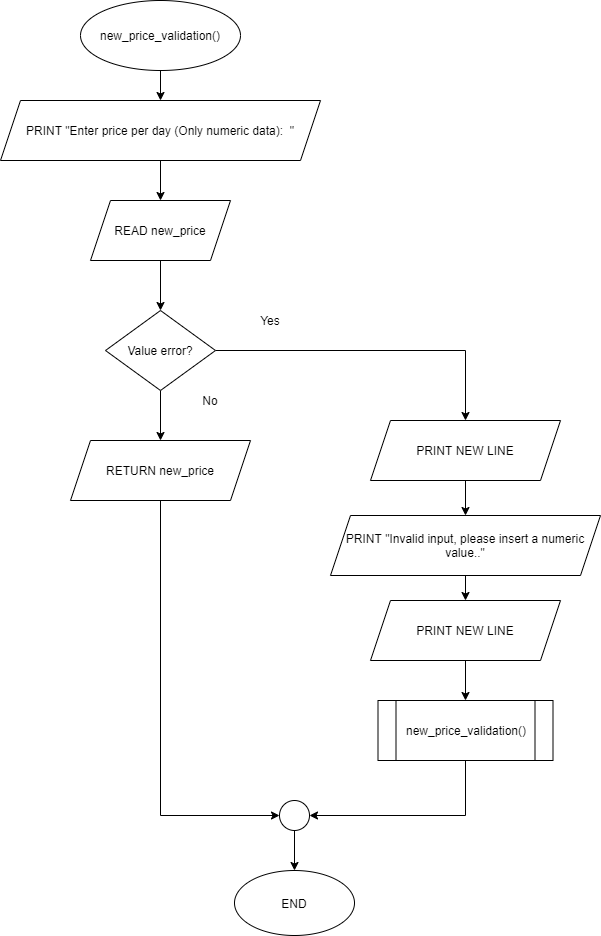 new_price_validation()
PRINT "Enter price per day (Only numeric data):  "
READ new_price
Value error?
Yes
No
RETURN new_price
PRINT NEW LINE
PRINT "Invalid input, please insert a numeric
value.."
PRINT NEW LINE
new_price_validation()
END